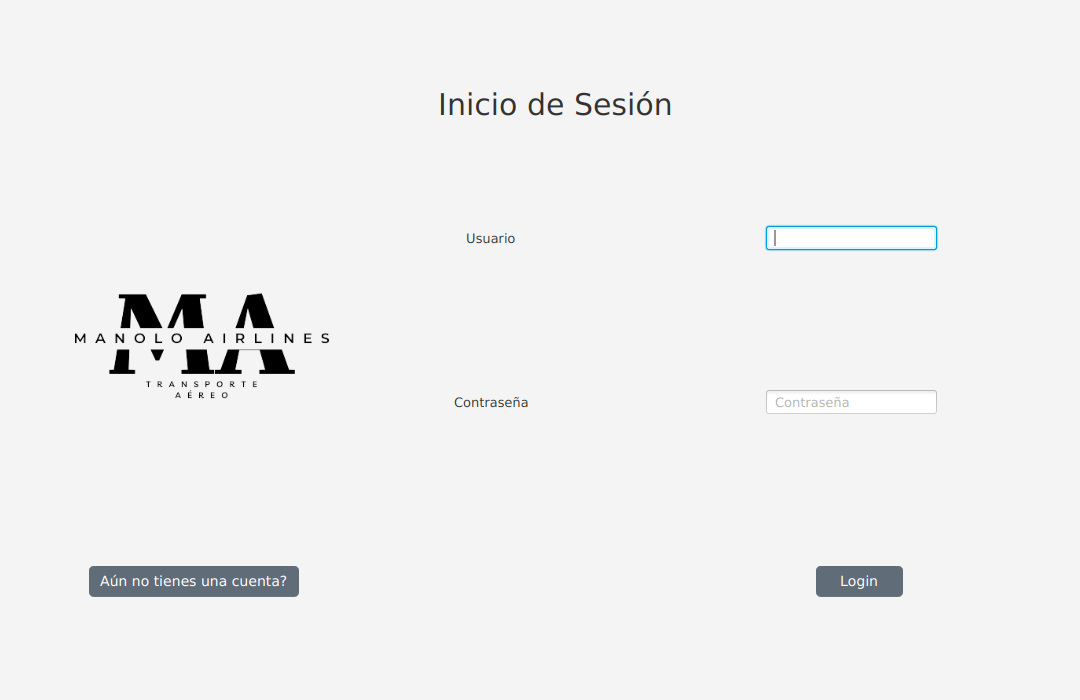 Inicio de Sesión
Usuario
MA
MANOLO AIRLINES
TRANSPORTE
AÉREO
Contraseña
Contraseña
Aún no tienes una cuenta?
Login